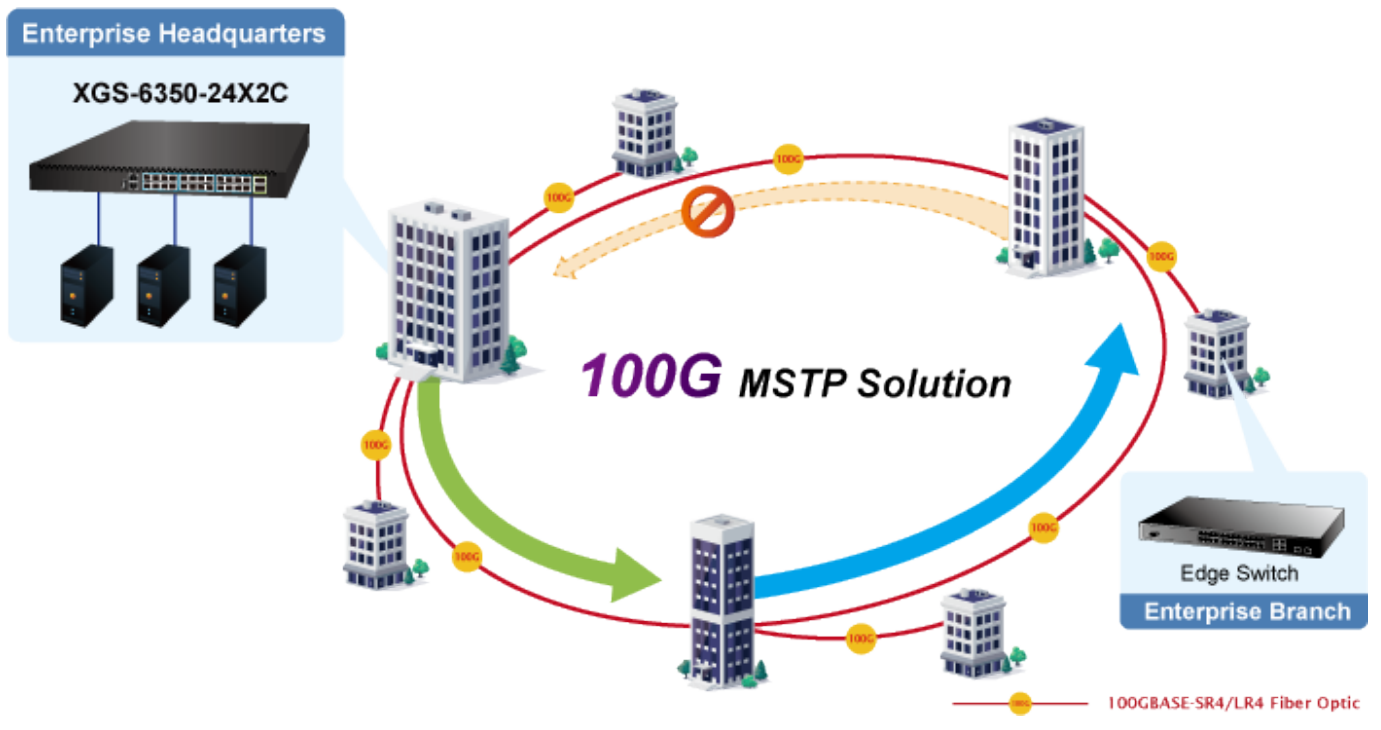 Enterprise Headquarters
XGS-6350-24X2C
100G
100G
100G
100G MSTP Solution
100G
100G
100G
100G
Edge Switch
Enterprise Branch
100G
100GBASE-SR4/LR4 Fiber Optic